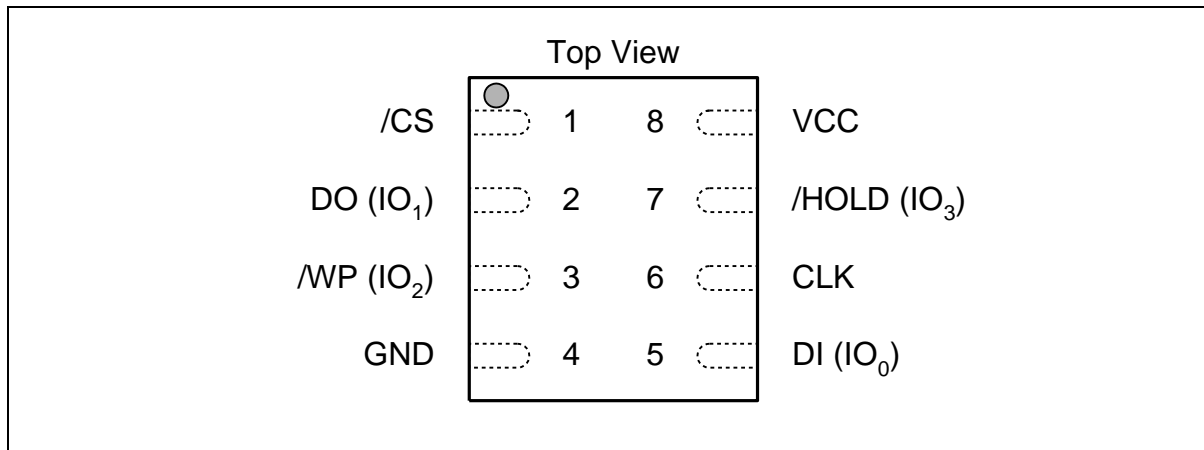 Top View
/CS 1 8 VCC
DO (IO₁) 2 7 /HOLD (IO₃)
/WP (IO₂) 3 6 CLK
GND 4 5 DI (IO₀)